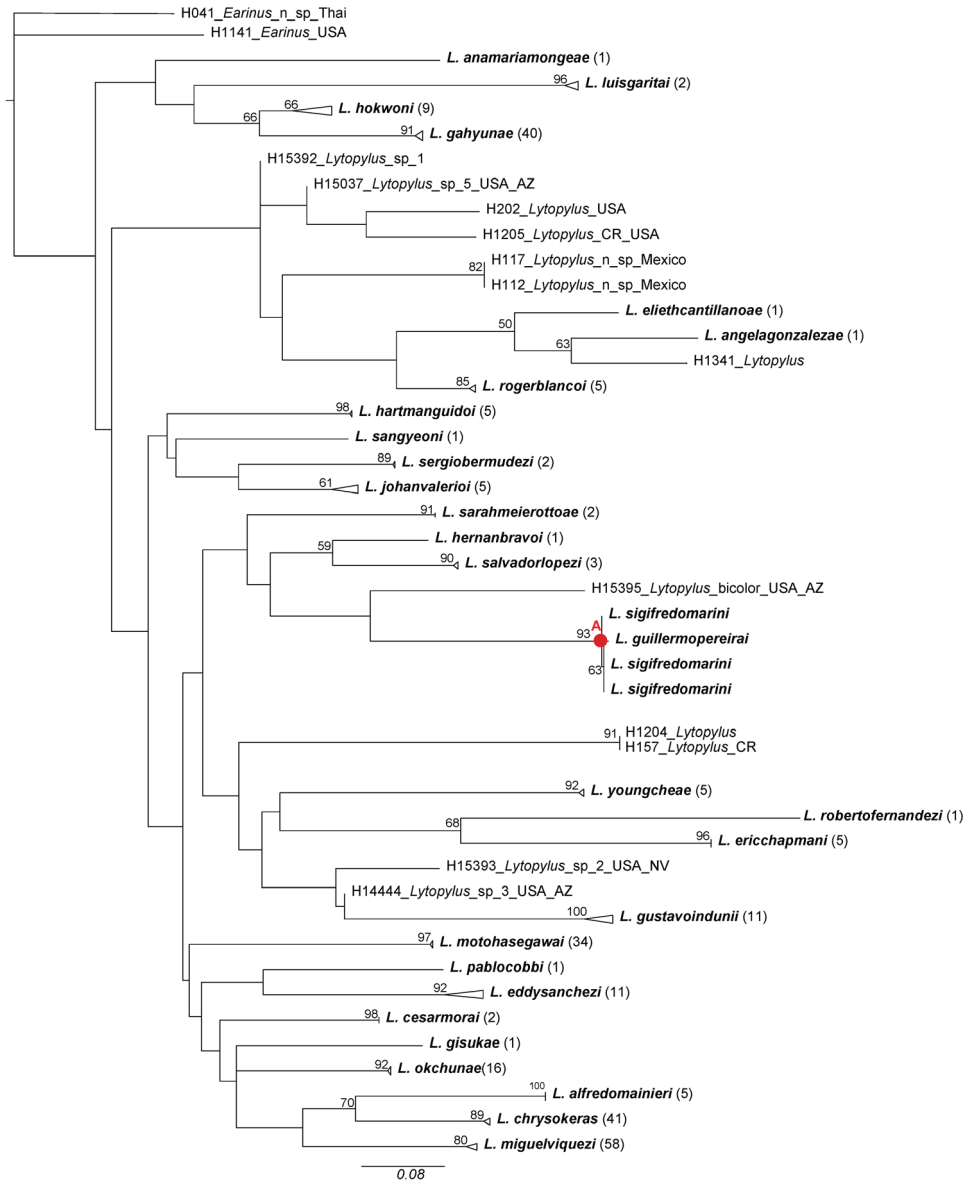 H041_Earinus_n_sp_Thai
H1141_Earinus_USA
L. anamariamongeae (1)
96 L. luisgaritai (2)
66 L. hokwoni (9)
66
91 L. gahyunae (40)
H15392_Lytopylus_sp_1
H15037_Lytopylus_sp_5_USA_AZ
H202_Lytopylus_USA
H1205_Lytopylus_CR_USA
H117_Lytopylus_n_sp_Mexico
82
H112_Lytopylus_n_sp_Mexico
L. eliethcantillanoae (1)
50
L. angelagonzalezae (1)
63
H1341_Lytopylus
85 L. rogerblancoi (5)
98 L. hartmanguidoi (5)
L. sangyeoni (1)
89 L. sergiobermudezi (2)
61 L. johanvalerioi (5)
91 L. sarahmeierottoae (2)
L. hernanbravoi (1)
59
90 L. salvadorlopezi (3)
H15395_Lytopylus_bicolor_USA_AZ
L. sigifredomarini
A
93 L. guillermopereirai
L. sigifredomarini
63
L. sigifredomarini
H1204_Lytopylus
91
H157_Lytopylus_CR
92 L. youngcheae (5)
L. robertofernandezi (1)
68
96 L. ericchapmani (5)
H15393_Lytopylus_sp_2_USA_NV
H14444_Lytopylus_sp_3_USA_AZ
100 L. gustavoindunii (11)
97 L. motohasegawai (34)
L. pablocobbi (1)
92 L. eddysanchezi (11)
98 L. cesarmorai (2)
L. gisukae (1)
92 L. okchunae(16)
100 L. alfredomainieri (5)
70
89 L. chrysokeras (41)
80 L. miguelviquezi (58)
0.08